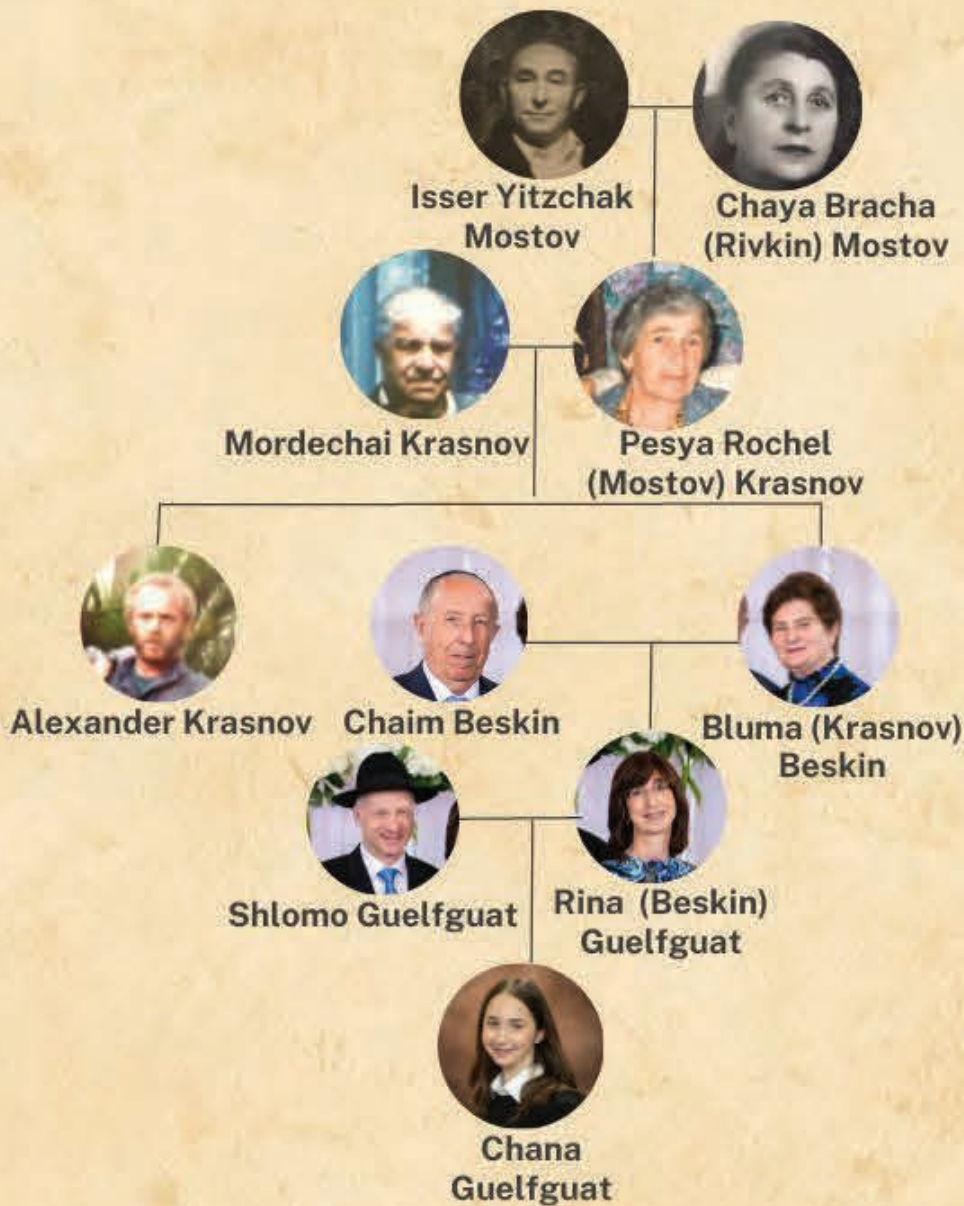 Isser Yitzchak
Mostov
Chaya Bracha
(Rivkin) Mostov
Mordechai Krasnov
Pesya Rochel
(Mostov) Krasnov
Alexander Krasnov
Chaim Beskin
Bluma (Krasnov)
Beskin
Shlomo Guelfguat
Rina (Beskin)
Guelfguat
Chana
Guelfguat